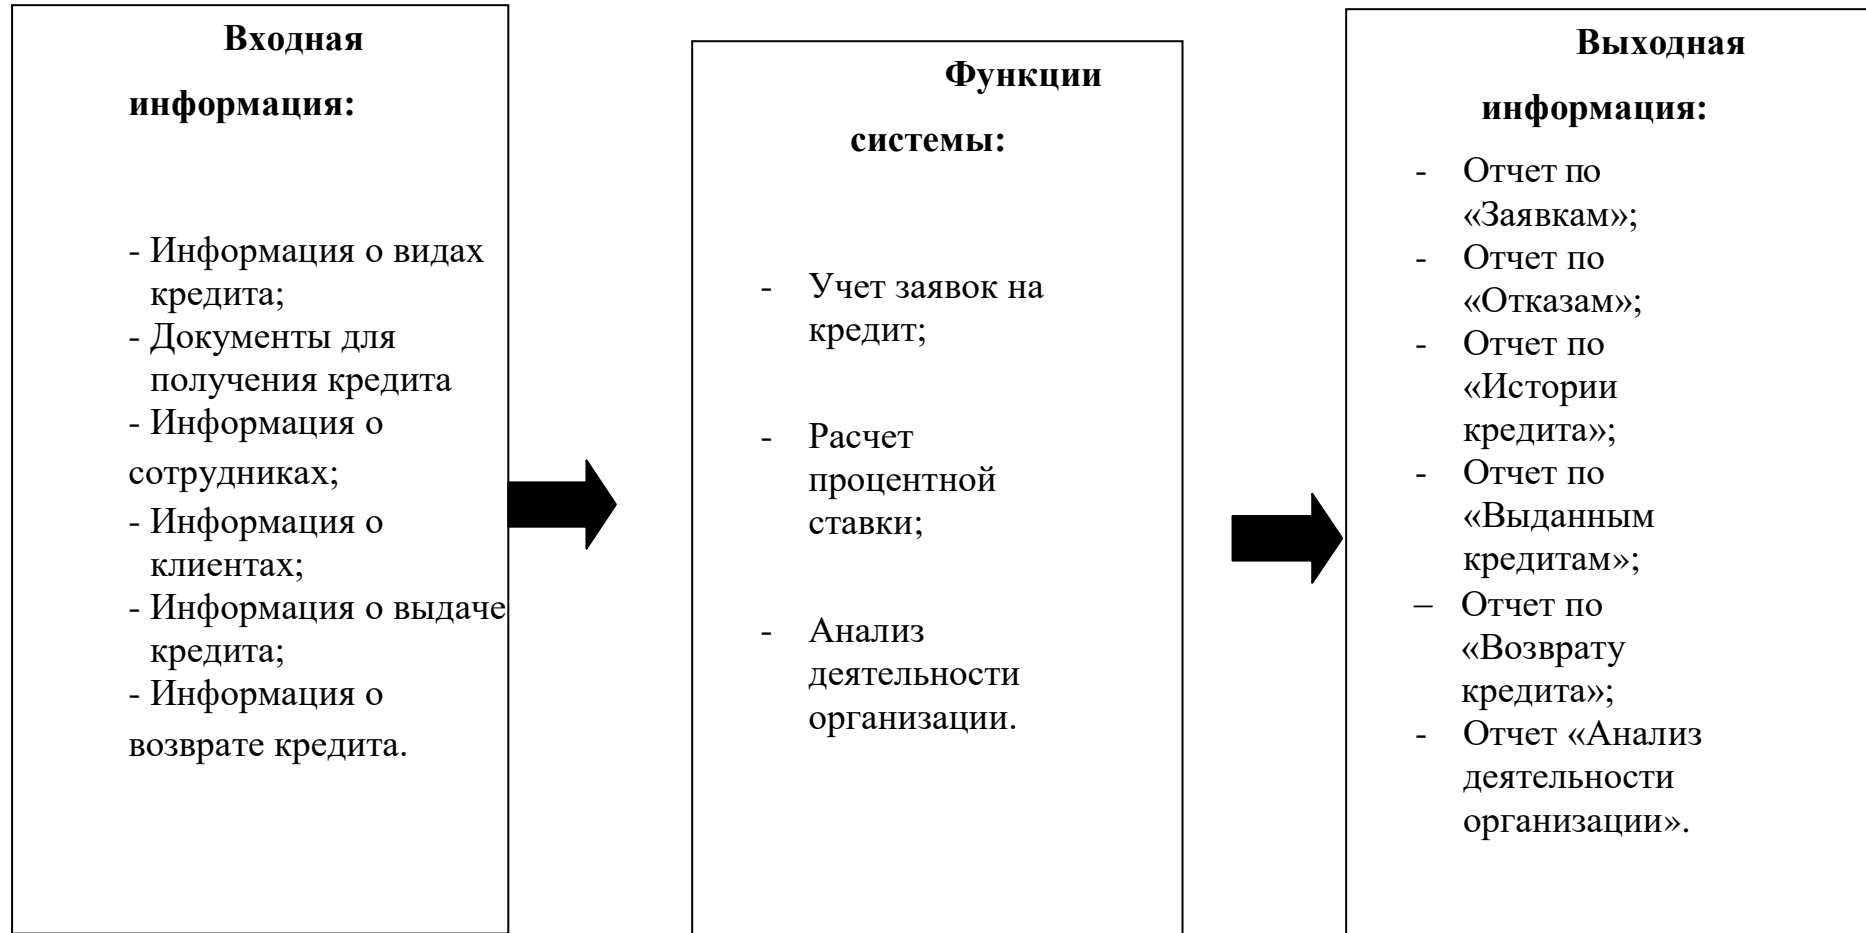 Входная
информация:
- Информация о видах
кредита;
- Документы для
получения кредита
- Информация о
сотрудниках;
- Информация о
клиентах;
- Информация о выдаче
кредита;
- Информация о
возврате кредита.
Функции
системы:
- Учет заявок на
кредит;
- Расчет
процентной
ставки;
- Анализ
деятельности
организации.
Выходная
информация:
- Отчет по
«Заявкам»;
- Отчет по
«Отказам»;
- Отчет по
«Истории
кредита»;
- Отчет по
«Выданным
кредитам»;
– Отчет по
«Возврату
кредита»;
- Отчет «Анализ
деятельности
организации».